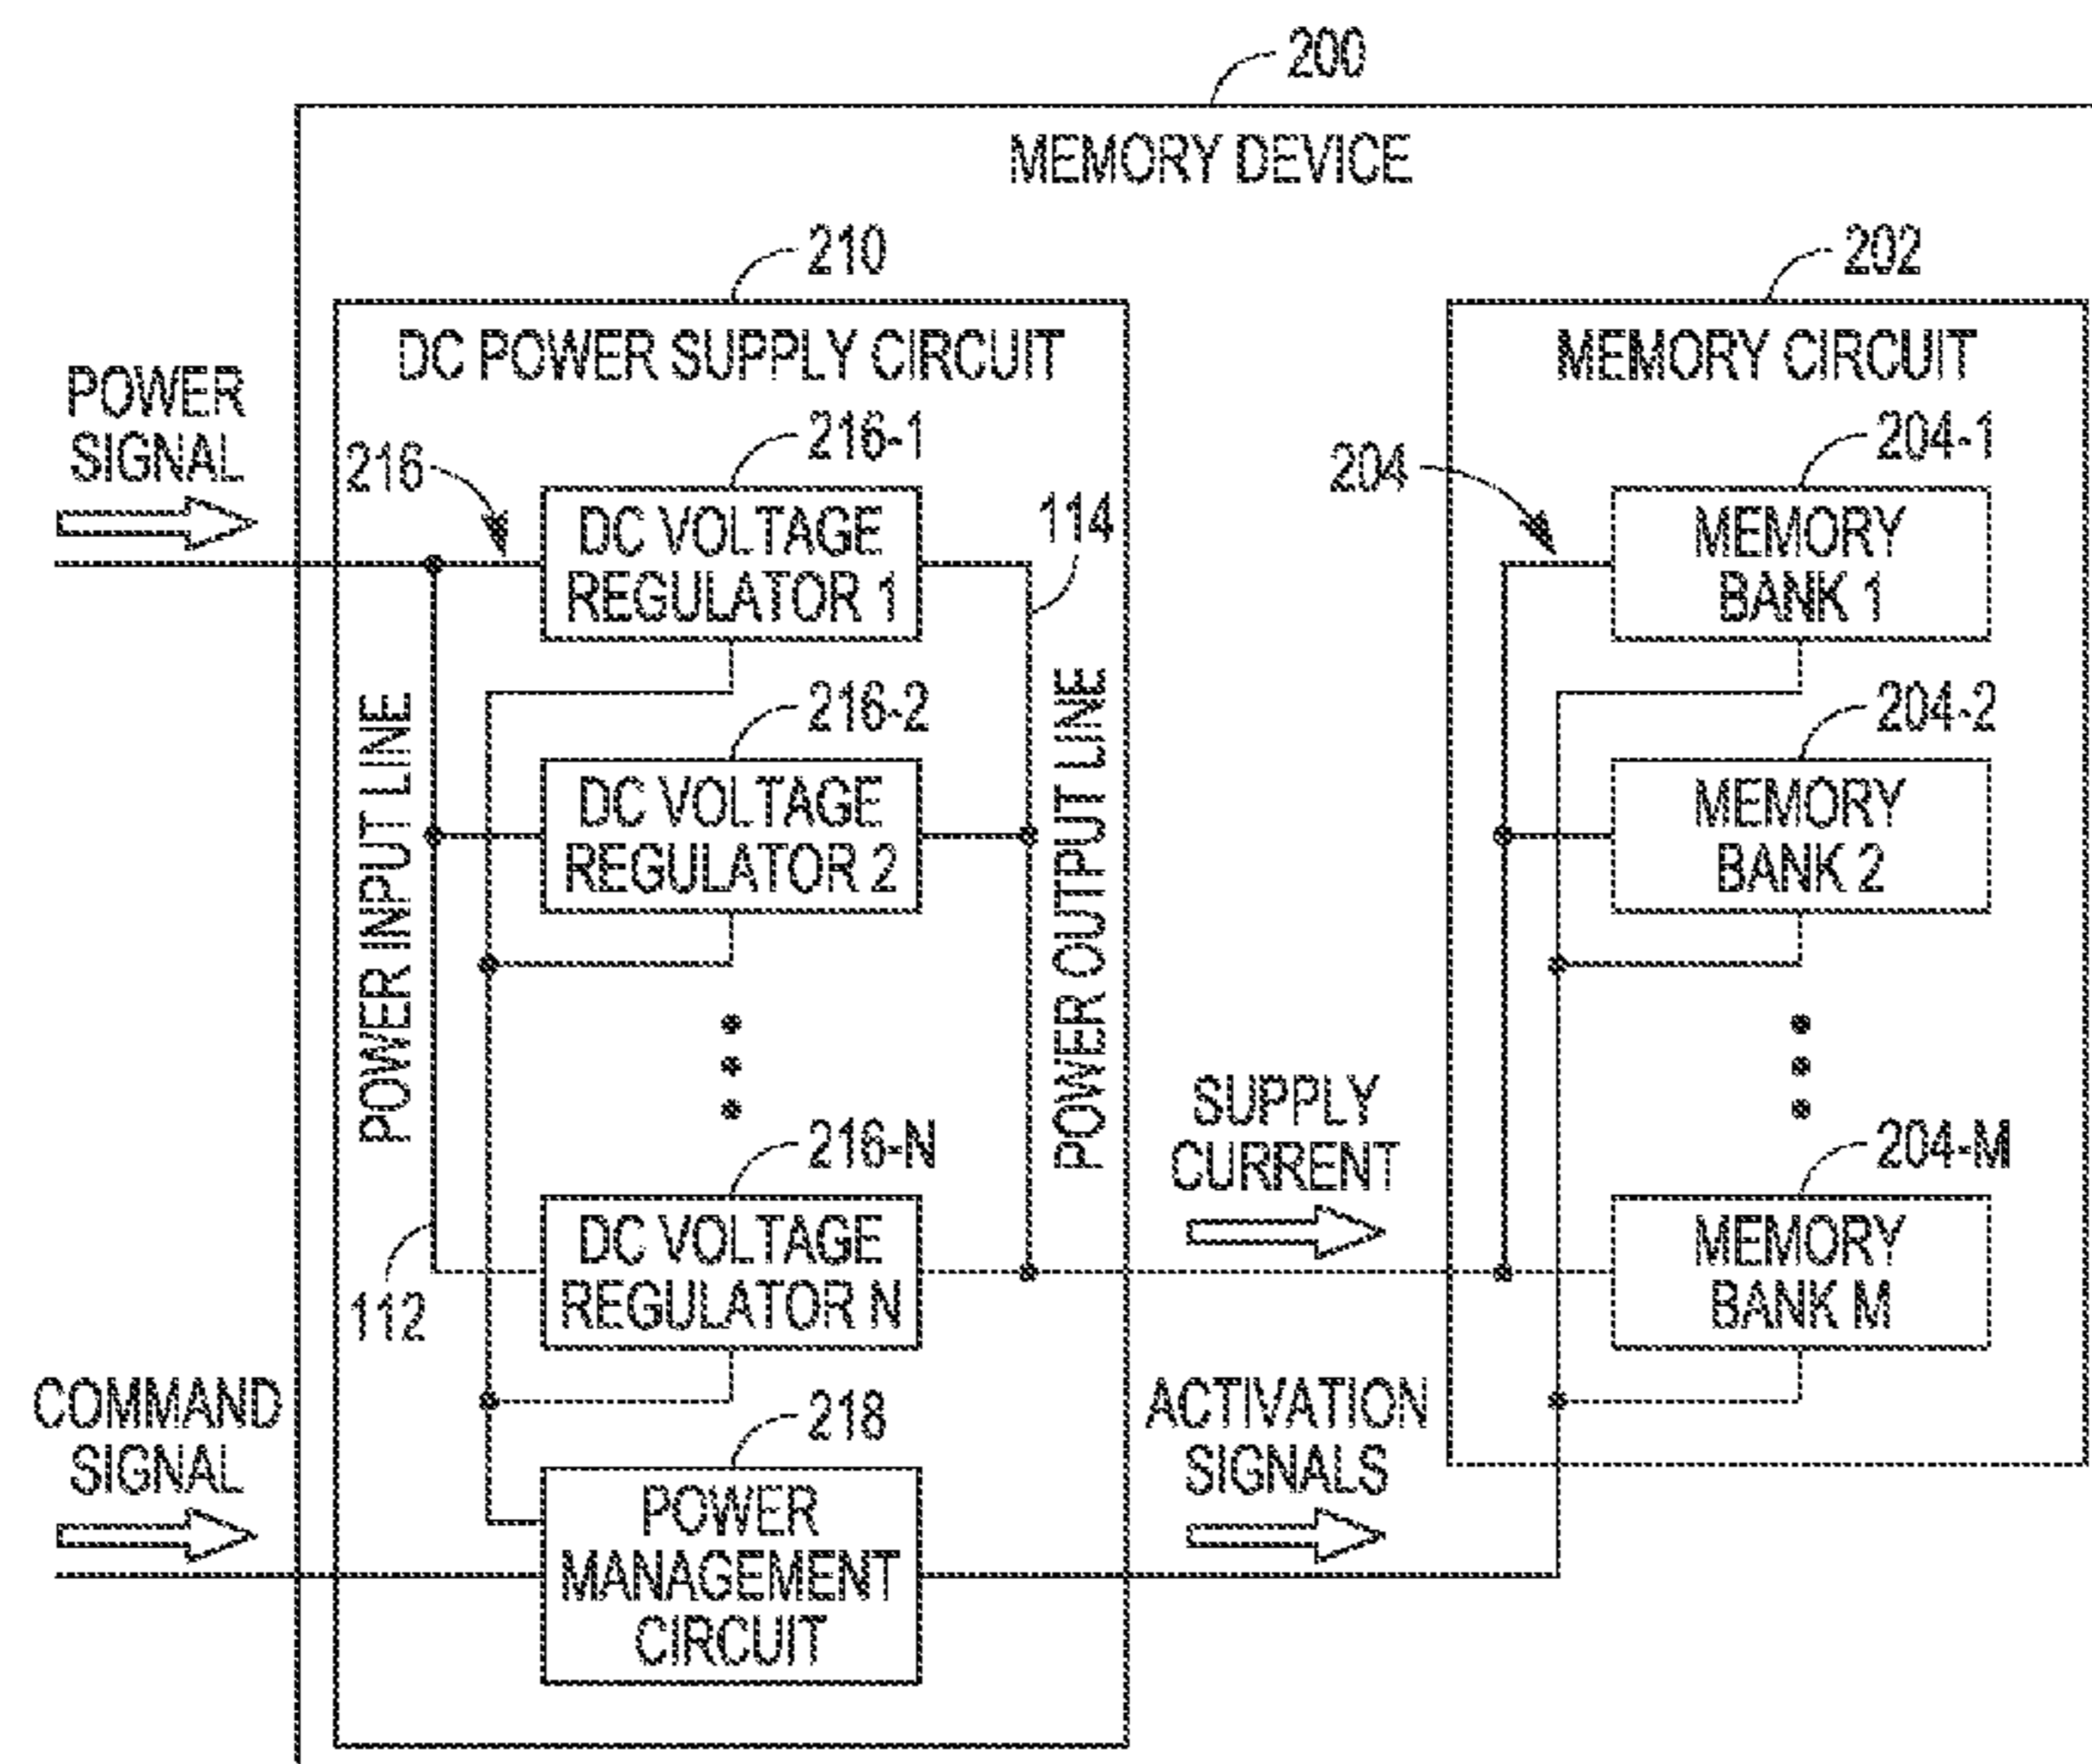 200
MEMORY DEVICE
210
202
DC POWER SUPPLY CIRCUIT
MEMORY CIRCUIT
POWER
SIGNAL
216
216-1
DC VOLTAGE
REGULATOR 1
114
204
204-1
MEMORY
BANK 1
216-2
DC VOLTAGE
REGULATOR 2
204-2
MEMORY
BANK 2
POWER INPUT LINE
POWER OUTPUT LINE
112
216-N
DC VOLTAGE
REGULATOR N
SUPPLY
CURRENT
204-M
MEMORY
BANK M
COMMAND
SIGNAL
218
POWER
MANAGEMENT
CIRCUIT
ACTIVATION
SIGNALS